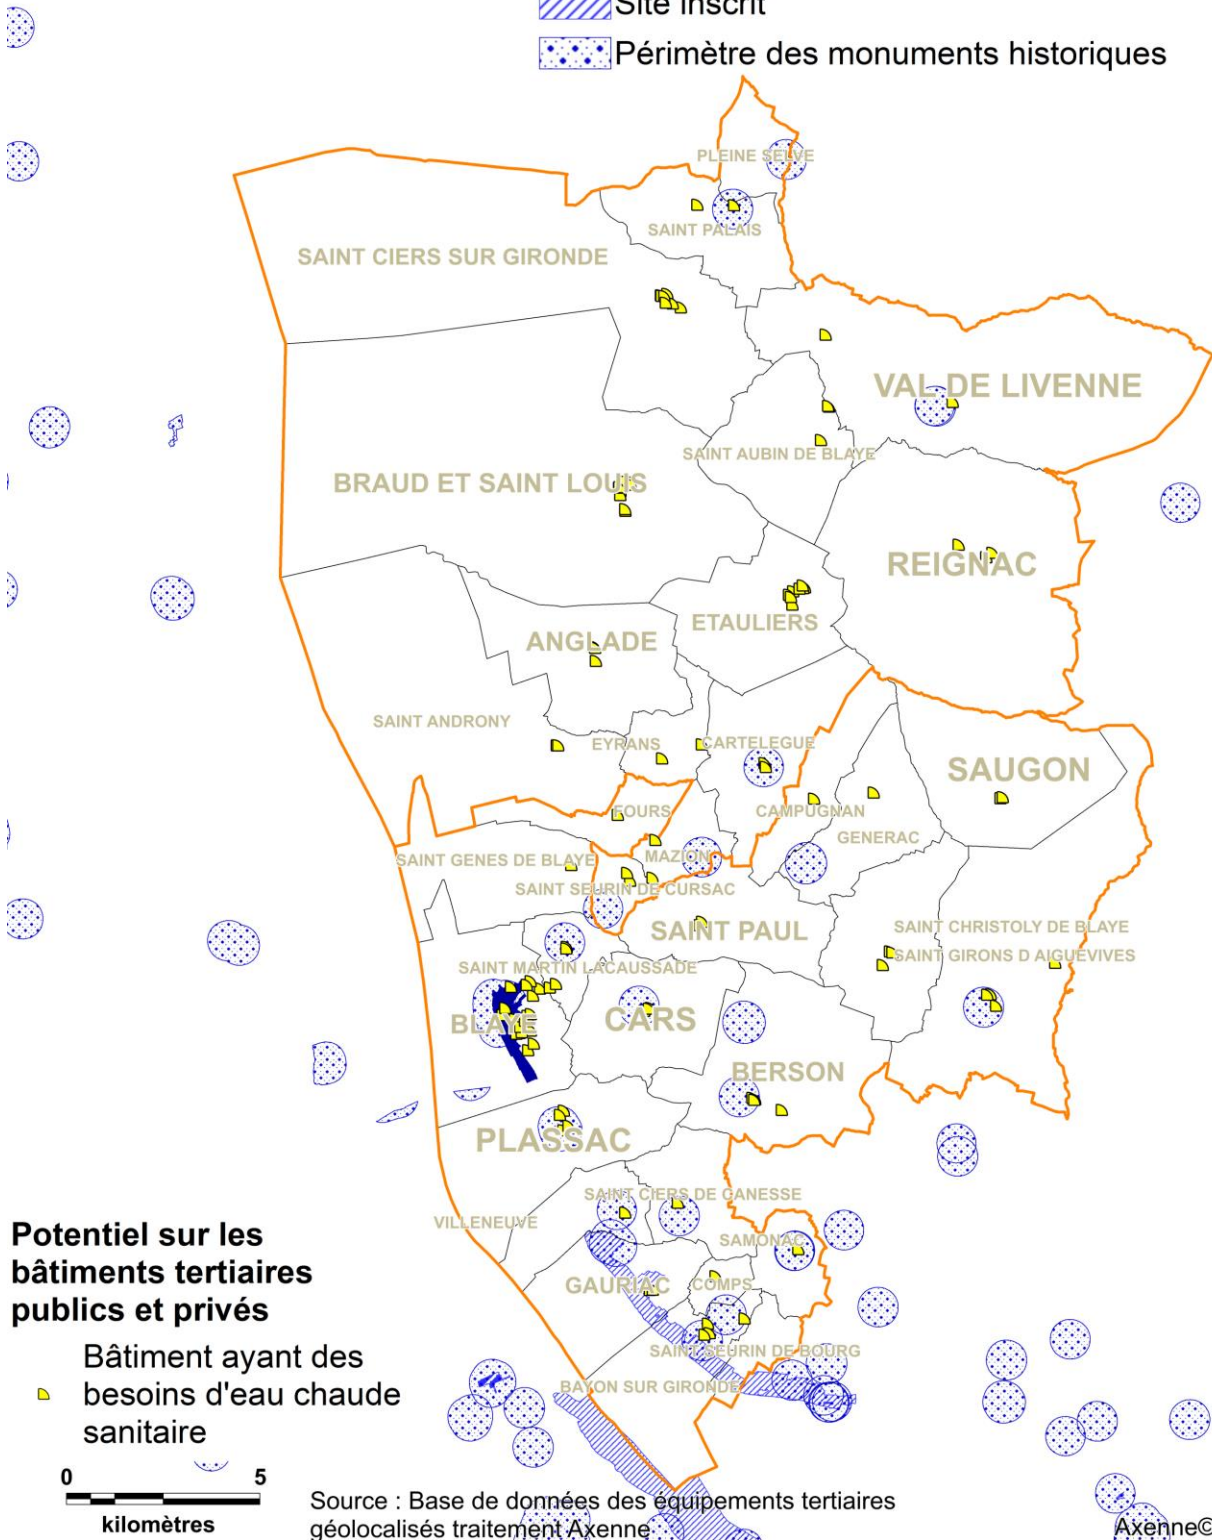 Site inscrit
Périmètre des monuments historiques
PLEINE SELVE
SAINT PALAIS
SAINT CIERS SUR GIRONDE
VAL DE LIVENNE
SAINT AUBIN DE BLAYE
BRAUD ET SAINT LOUIS
REIGNAC
ETAULIERS
ANGLADE
SAINT ANDRONY
EYRANS
CARTELEGUE
SAUGON
FOURS
CAMPUGNAN
GENERAC
MAZION
SAINT GENES DE BLAYE
SAINT SEURIN DE CURSAC
SAINT PAUL
SAINT CHRISTOLY DE BLAYE
SAINT GIRONS D AIGUEVIVES
SAINT MARTIN LACAUSSADE
BLAYE
CARS
BERSON
PLASSAC
SAINT CIERS DE CANESSE
VILLENEUVE
SAMONAC
GAURIAC
COMPS
SAINT SEURIN DE BOURG
BAYON SUR GIRONDE
Potentiel sur les
bâtiments tertiaires
publics et privés
Bâtiment ayant des
besoins d'eau chaude
sanitaire
0 5
kilomètres
Source : Base de données des équipements tertiaires
géolocalisés traitement Axenne
Axenne©